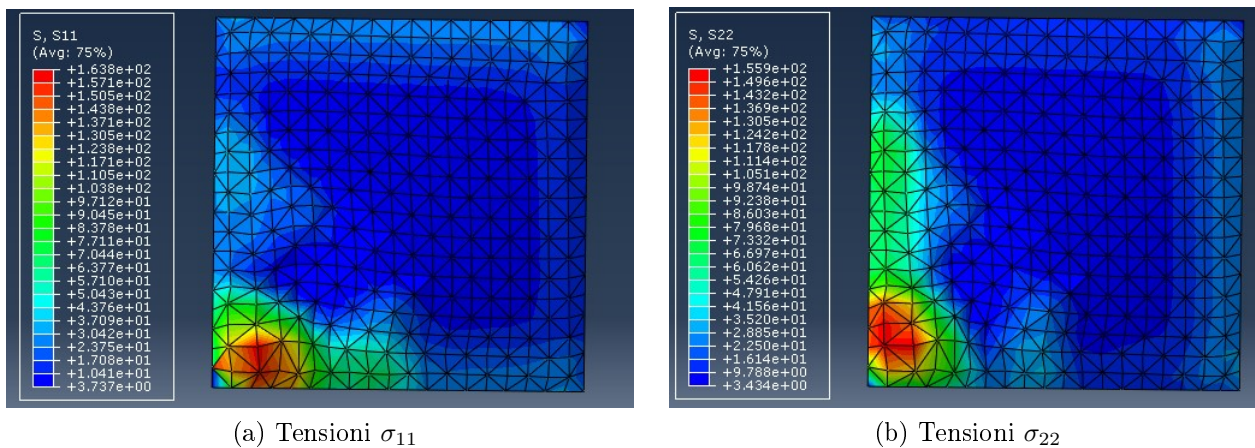 S, S11
(Avg: 75%)
+1.638e+02
+1.571e+02
+1.505e+02
+1.438e+02
+1.371e+02
+1.305e+02
+1.238e+02
+1.171e+02
+1.105e+02
+1.038e+02
+9.712e+01
+9.045e+01
+8.378e+01
+7.711e+01
+7.044e+01
+6.377e+01
+5.710e+01
+5.043e+01
+4.376e+01
+3.709e+01
+3.042e+01
+2.375e+01
+1.708e+01
+1.041e+01
+3.737e+00
S, S22
(Avg: 75%)
+1.559e+02
+1.496e+02
+1.432e+02
+1.369e+02
+1.305e+02
+1.242e+02
+1.178e+02
+1.114e+02
+1.051e+02
+9.874e+01
+9.238e+01
+8.603e+01
+7.968e+01
+7.332e+01
+6.697e+01
+6.062e+01
+5.426e+01
+4.791e+01
+4.156e+01
+3.520e+01
+2.885e+01
+2.250e+01
+1.614e+01
+9.788e+00
+3.434e+00
(a) Tensioni σ11
(b) Tensioni σ22